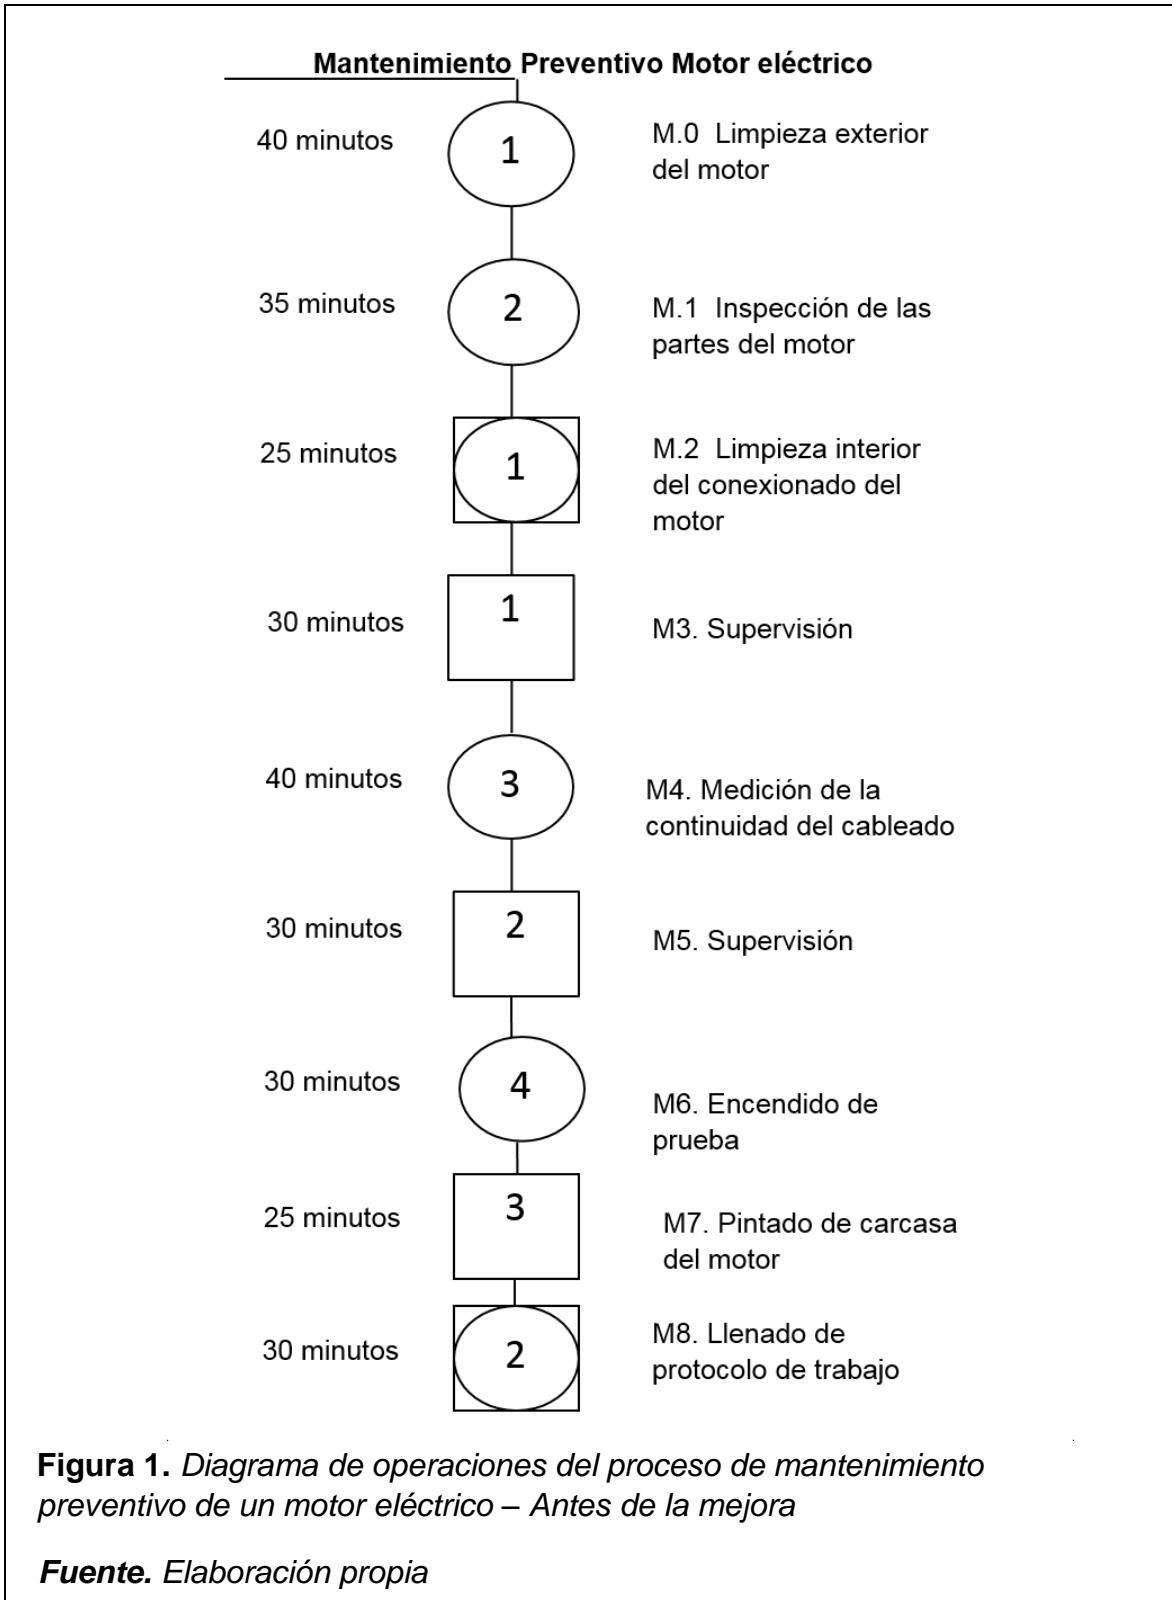 Mantenimiento Preventivo Motor eléctrico
40 minutos
1
M.0 Limpieza exterior
del motor
35 minutos
2
M.1 Inspección de las
partes del motor
25 minutos
1
M.2 Limpieza interior
del conexionado del
motor
30 minutos
1
M3. Supervisión
40 minutos
3
M4. Medición de la
continuidad del cableado
30 minutos
2
M5. Supervisión
30 minutos
4
M6. Encendido de
prueba
25 minutos
3
M7. Pintado de carcasa
del motor
30 minutos
2
M8. Llenado de
protocolo de trabajo
Figura 1. Diagrama de operaciones del proceso de mantenimiento
preventivo de un motor eléctrico – Antes de la mejora
Fuente. Elaboración propia